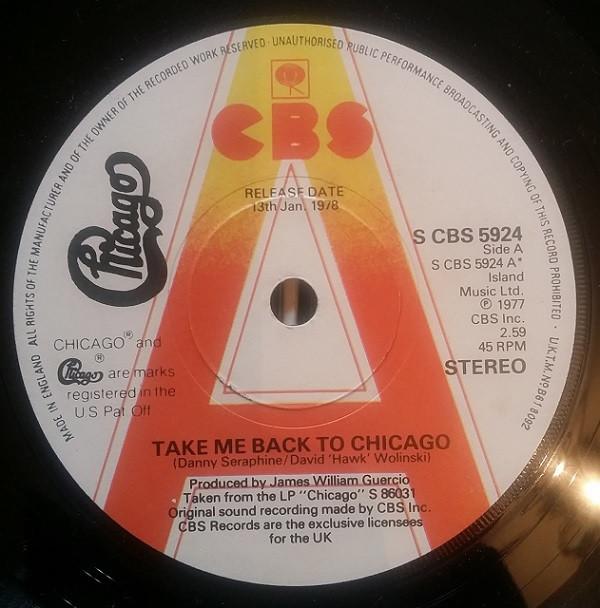 MADE IN ENGLAND ALL RIGHTS OF THE MANUFACTURER AND OF THE OWNER OF THE RECORDED WORK RESERVED · UNAUTHORISED PUBLIC PERFORMANCE BROADCASTING AND COPYING OF THIS RECORD PROHIBITED · U.K.T.M. No B618092
CBS
RELEASE DATE
13th Jan. 1978
Chicago
S CBS 5924
Side A
S CBS 5924 A*
Island
Music Ltd.
℗ 1977
CBS Inc.
2.59
45 RPM
STEREO
CHICAGO® and
®
Chicago are marks
registered in the
U S Pat Off
A
TAKE ME BACK TO CHICAGO
(Danny Seraphine/David 'Hawk' Wolinski)
Produced by James William Guercio
Taken from the LP "Chicago" S 86031
Original sound recording made by CBS Inc.
CBS Records are the exclusive licensees
for the UK